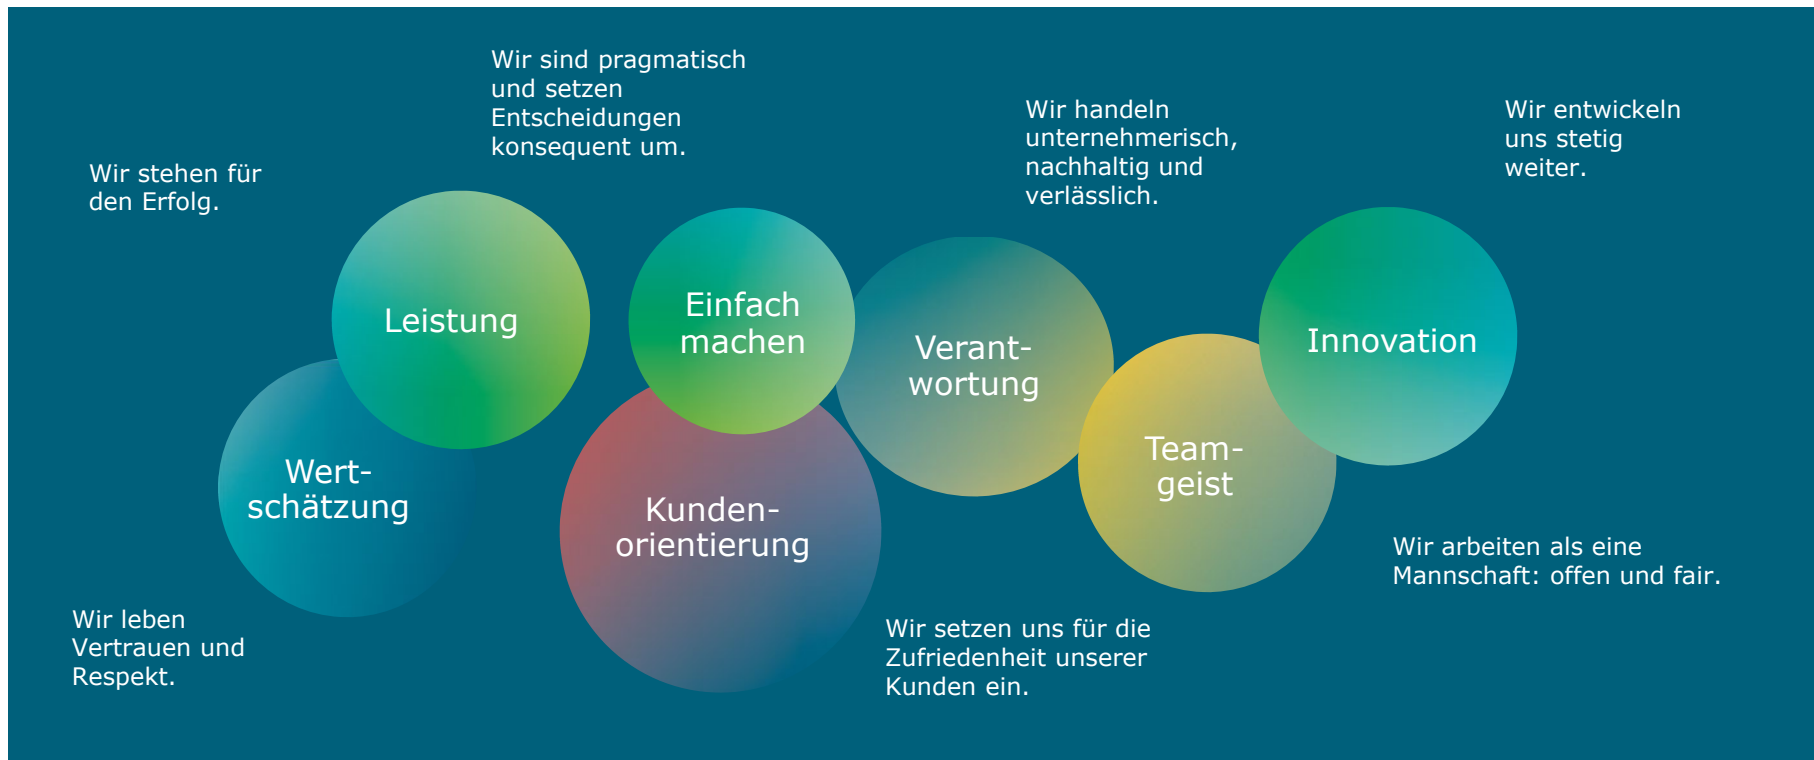 Wir stehen für
den Erfolg.
Leistung
Wir sind pragmatisch
und setzen
Entscheidungen
konsequent um.
Einfach
machen
Wir handeln
unternehmerisch,
nachhaltig und
verlässlich.
Verant-
wortung
Wir entwickeln
uns stetig
weiter.
Innovation
Wert-
schätzung
Wir leben
Vertrauen und
Respekt.
Kunden-
orientierung
Wir setzen uns für die
Zufriedenheit unserer
Kunden ein.
Team-
geist
Wir arbeiten als eine
Mannschaft: offen und fair.